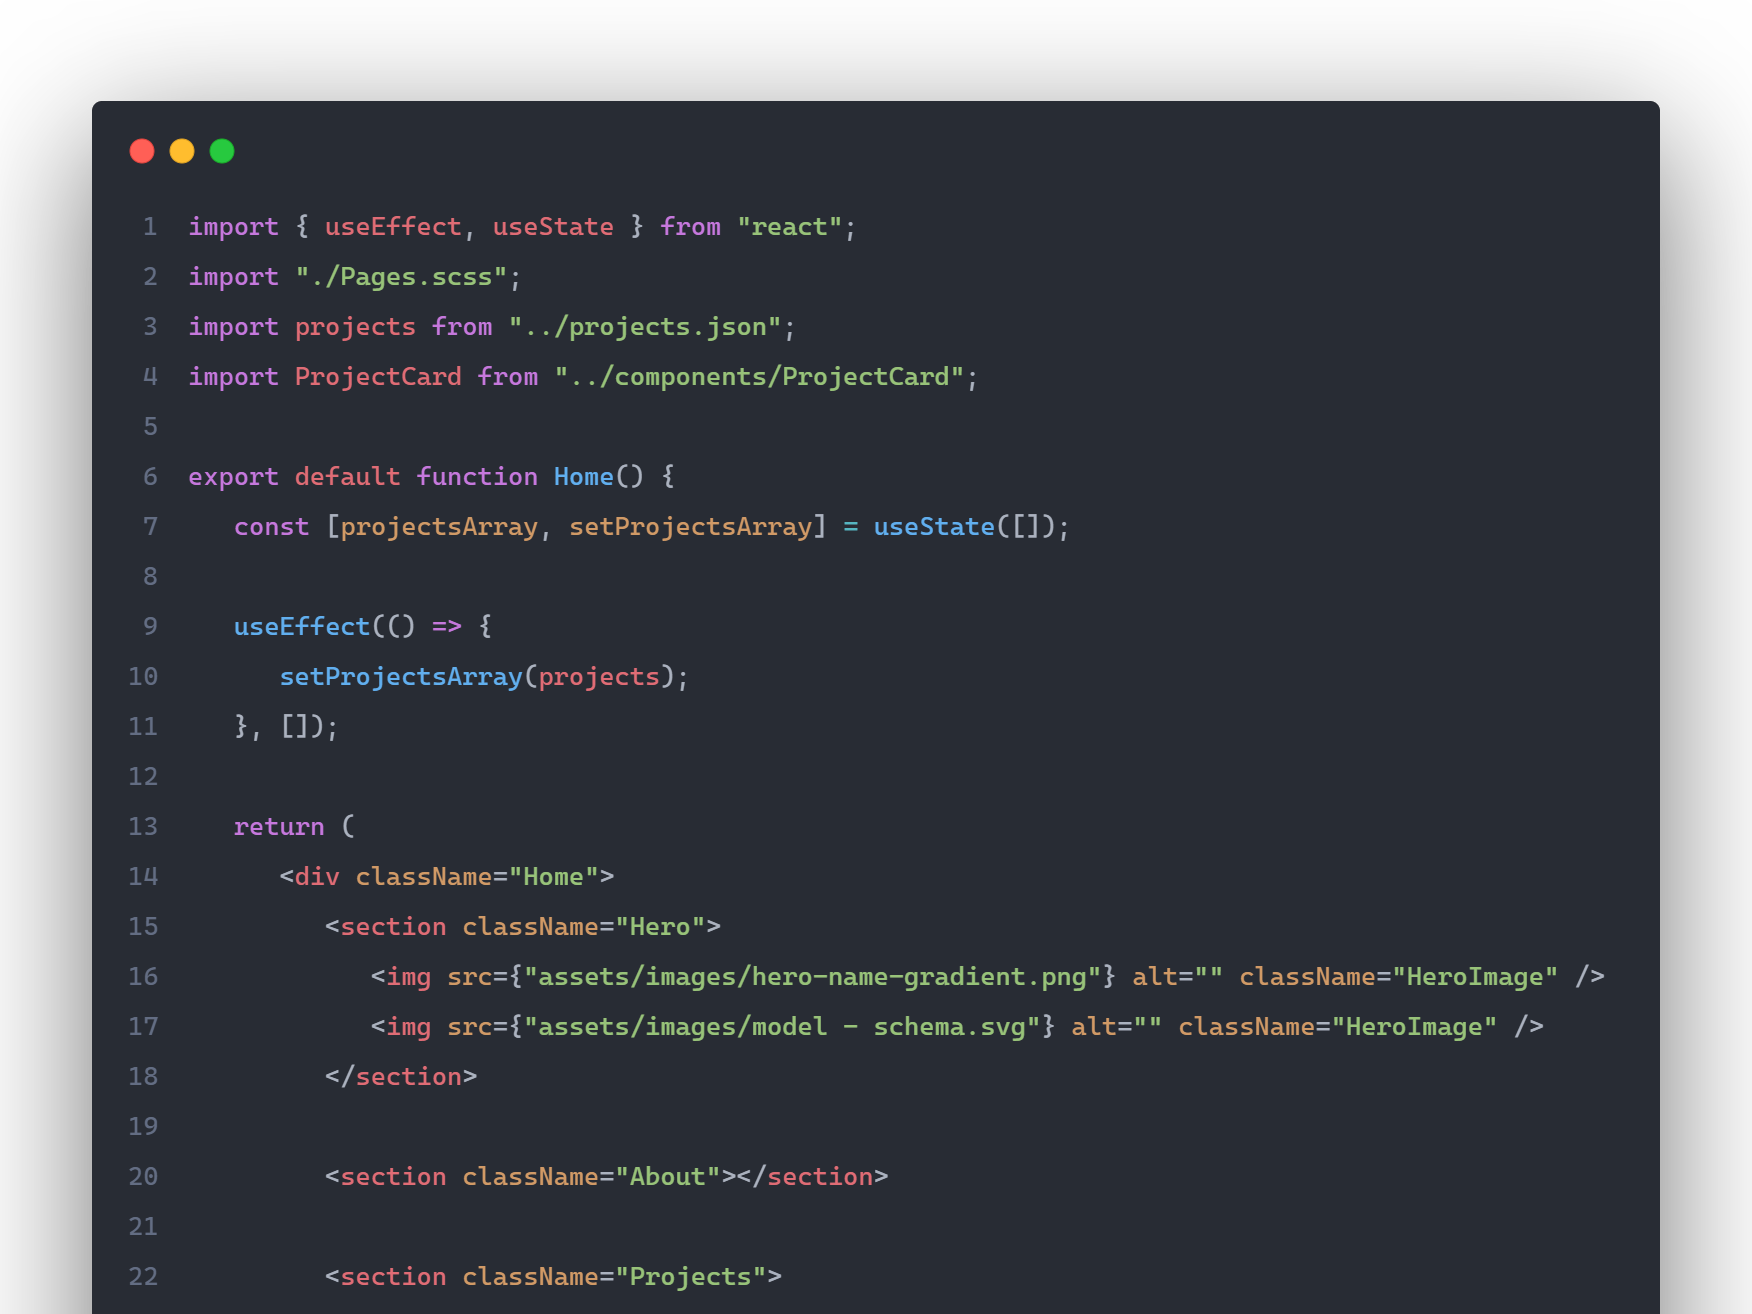 1 import { useEffect, useState } from "react";
2 import "./Pages.scss";
3 import projects from "../projects.json";
4 import ProjectCard from "../components/ProjectCard";
5
6 export default function Home() {
7    const [projectsArray, setProjectsArray] = useState([]);
8
9    useEffect(() => {
10       setProjectsArray(projects);
11    }, []);
12
13    return (
14       <div className="Home">
15          <section className="Hero">
16             <img src={"assets/images/hero-name-gradient.png"} alt="" className="HeroImage" />
17             <img src={"assets/images/model - schema.svg"} alt="" className="HeroImage" />
18          </section>
19
20          <section className="About"></section>
21
22          <section className="Projects">